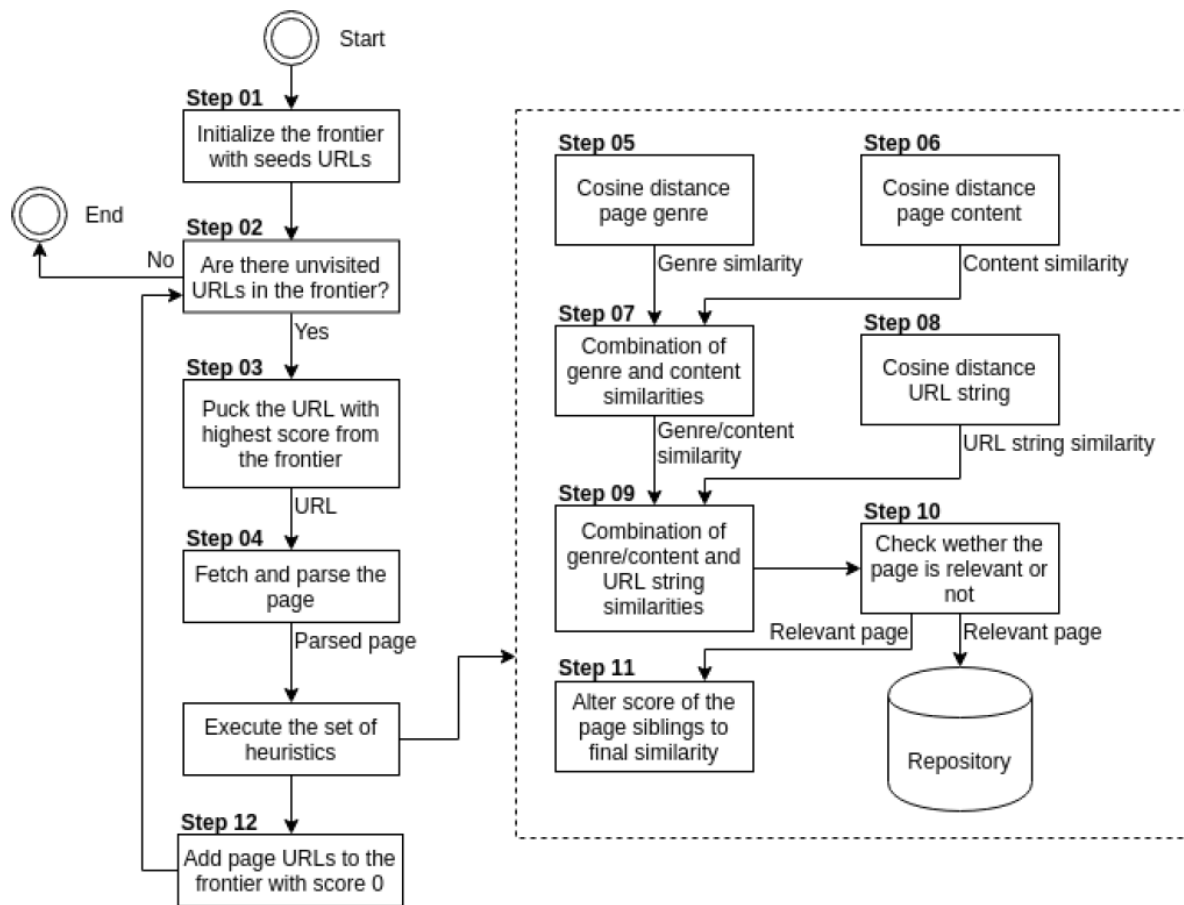 Start
Step 01
Initialize the frontier
with seeds URLs
End
Step 02
No
Are there unvisited
URLs in the frontier?
Yes
Step 03
Puck the URL with
highest score from
the frontier
URL
Step 04
Fetch and parse the
page
Parsed page
Execute the set of
heuristics
Step 12
Add page URLs to the
frontier with score 0
Step 05
Cosine distance
page genre
Genre simlarity
Step 06
Cosine distance
page content
Content similarity
Step 07
Combination of
genre and content
similarities
Genre/content
similarity
Step 08
Cosine distance
URL string
URL string similarity
Step 09
Combination of
genre/content and
URL string
similarities
Step 10
Check wether the
page is relevant or
not
Relevant page
Relevant page
Step 11
Alter score of the
page siblings to
final similarity
Repository